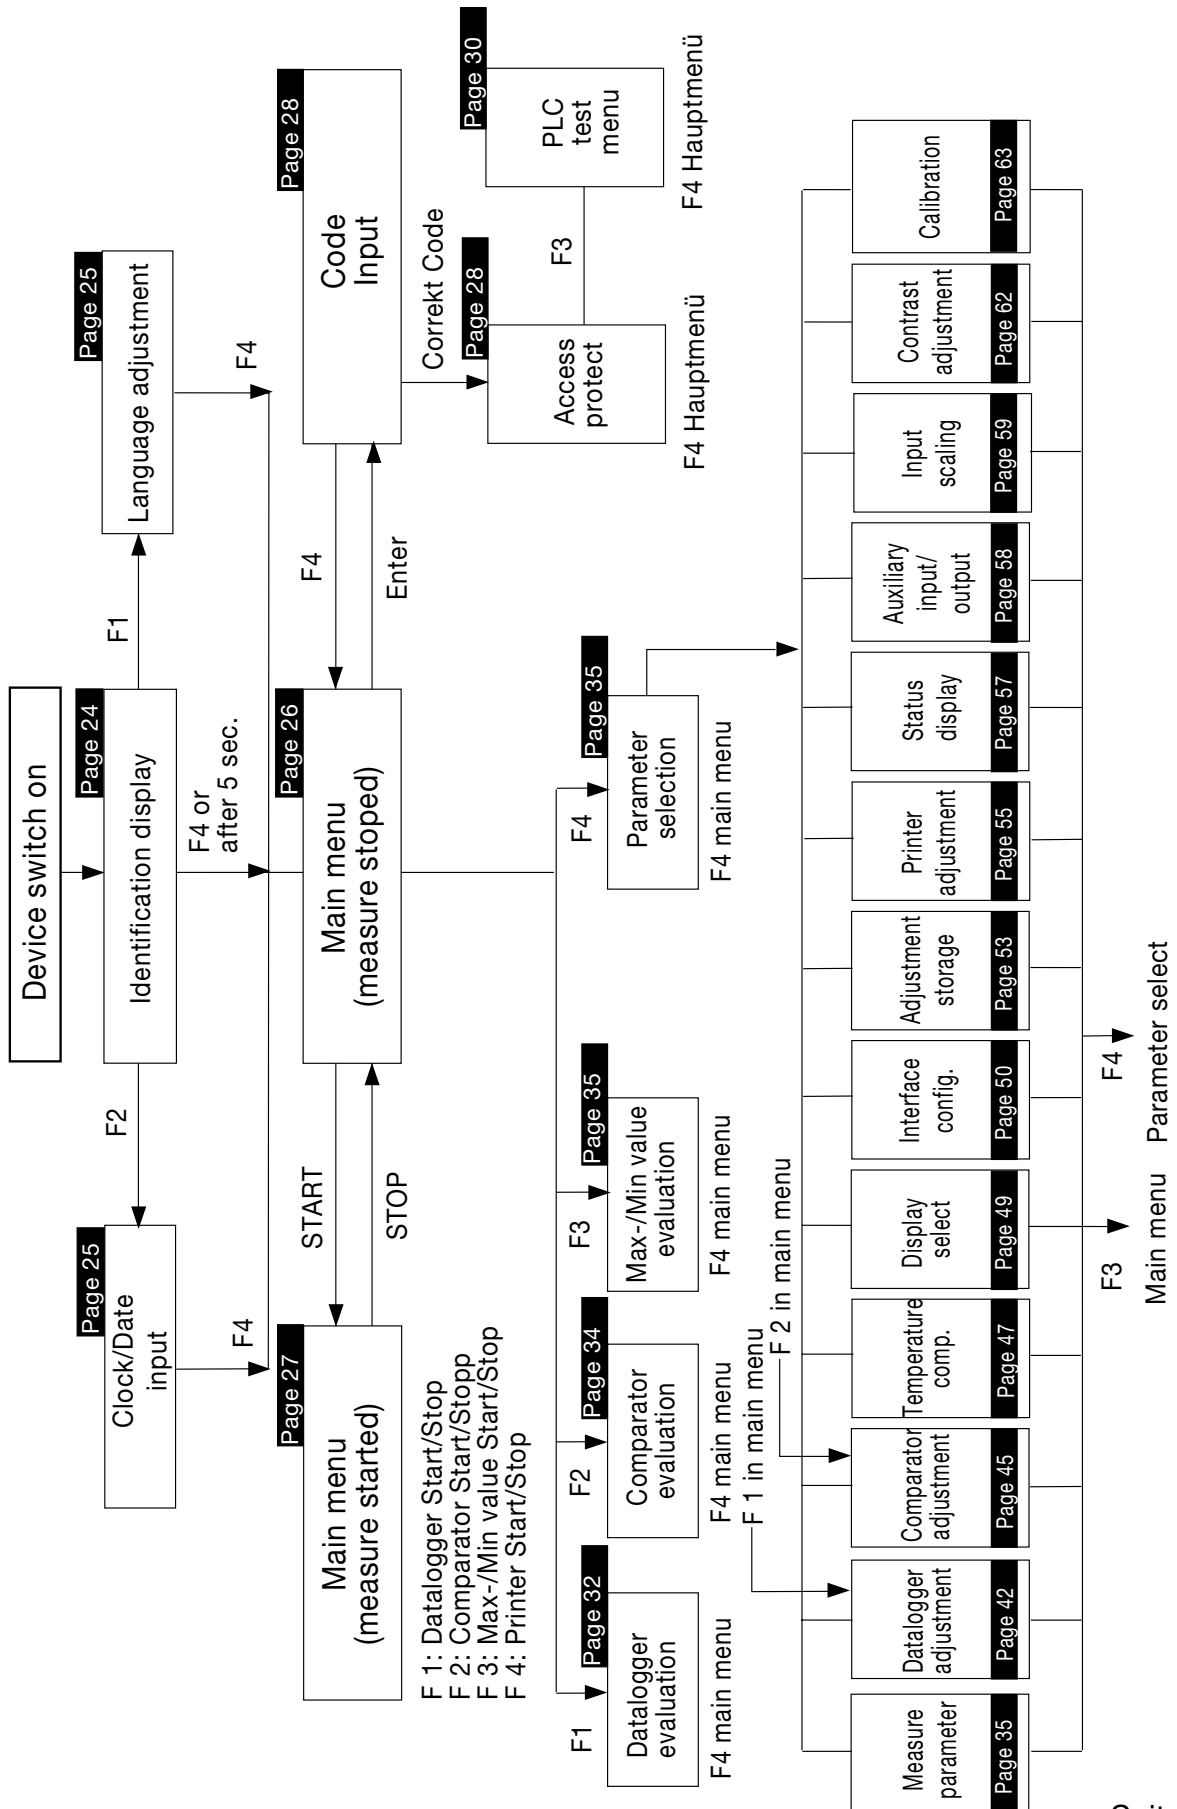 Device switch on
Page 24
Identification display
F2
F1
Page 25
Clock/Date
input
Page 25
Language adjustment
F4
F4 or
after 5 sec.
F4
Page 27
Main menu
(measure started)
START
STOP
Page 26
Main menu
(measure stoped)
F4
Enter
Page 28
Code
Input
F 1: Datalogger Start/Stop
F 2: Comparator Start/Stopp
F 3: Max-/Min value Start/Stop
F 4: Printer Start/Stop
Correkt Code
Page 28
Access
protect
F4 Hauptmenü
F3
Page 30
PLC
test
menu
F4 Hauptmenü
F1
Page 32
Datalogger
evaluation
F4 main menu
F2
Page 34
Comparator
evaluation
F4 main menu
F3
Page 35
Max-/Min value
evaluation
F4 main menu
F4
Page 35
Parameter
selection
F4 main menu
F 1 in main menu
F 2 in main menu
Measure
parameter
Page 35
Datalogger
adjustment
Page 42
Comparator
adjustment
Page 45
Temperature
comp.
Page 47
Display
select
Page 49
Interface
config.
Page 50
Adjustment
storage
Page 53
Printer
adjustment
Page 55
Status
display
Page 57
Auxiliary
input/
output
Page 58
Input
scaling
Page 59
Contrast
adjustment
Page 62
Calibration
Page 63
F3
Main menu
F4
Parameter select